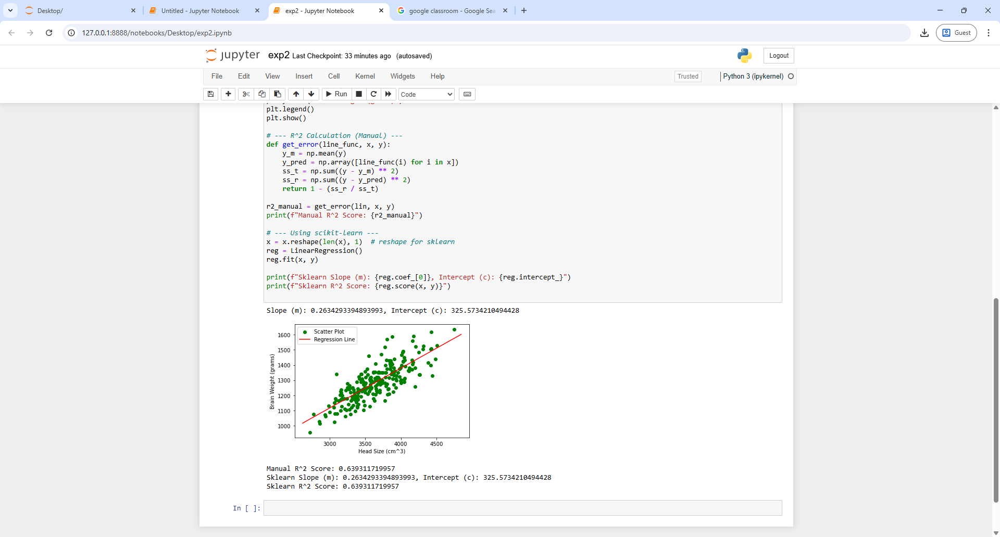 Desktop/
Untitled - Jupyter Notebook
exp2 - Jupyter Notebook
google classroom - Google Sea
127.0.0.1:8888/notebooks/Desktop/exp2.ipynb
Guest
jupyter exp2 Last Checkpoint: 33 minutes ago (autosaved)
Logout
File Edit View Insert Cell Kernel Widgets Help
Trusted
Python 3 (ipykernel)
Run
Code
plt.legend()
plt.show()
# --- R^2 Calculation (Manual) ---
def get_error(line_func, x, y):
    y_m = np.mean(y)
    y_pred = np.array([line_func(i) for i in x])
    ss_t = np.sum((y - y_m) ** 2)
    ss_r = np.sum((y - y_pred) ** 2)
    return 1 - (ss_r / ss_t)
r2_manual = get_error(lin, x, y)
print(f"Manual R^2 Score: {r2_manual}")
# --- Using scikit-learn ---
x = x.reshape(len(x), 1)  # reshape for sklearn
reg = LinearRegression()
reg.fit(x, y)
print(f"Sklearn Slope (m): {reg.coef_[0]}, Intercept (c): {reg.intercept_}")
print(f"Sklearn R^2 Score: {reg.score(x, y)}")
Slope (m): 0.2634293394893993, Intercept (c): 325.5734210494428
Scatter Plot
Regression Line
1600
1500
1400
1300
1200
1100
1000
Brain Weight (grams)
3000 3500 4000 4500
Head Size (cm^3)
Manual R^2 Score: 0.639311719957
Sklearn Slope (m): 0.2634293394893993, Intercept (c): 325.5734210494428
Sklearn R^2 Score: 0.639311719957
In [ ]: